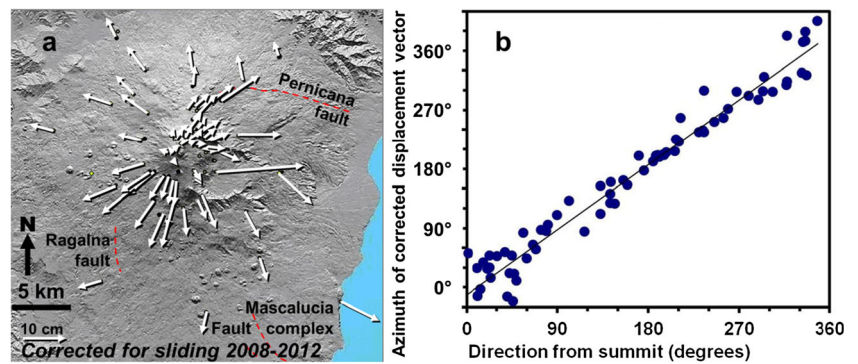 a
Pernicana
fault
N
Ragalna
fault
5 km
Mascalucia
Fault complex
10 cm
Corrected for sliding 2008-2012
b
Azimuth of corrected displacement vector
360°
270°
180°
90°
0°
0 90 180 270 360
Direction from summit (degrees)